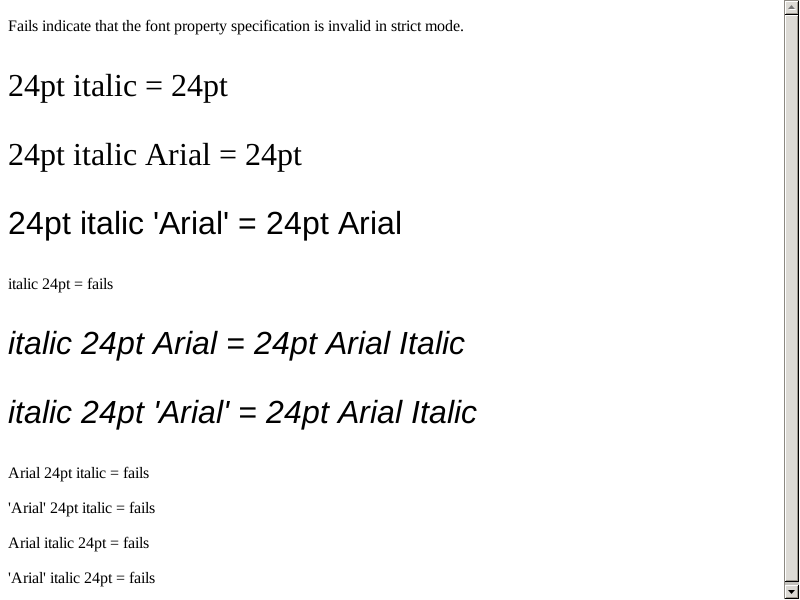 Fails indicate that the font property specification is invalid in strict mode.
24pt italic = 24pt
24pt italic Arial = 24pt
24pt italic 'Arial' = 24pt Arial
italic 24pt = fails
italic 24pt Arial = 24pt Arial Italic
italic 24pt 'Arial' = 24pt Arial Italic
Arial 24pt italic = fails
'Arial' 24pt italic = fails
Arial italic 24pt = fails
'Arial' italic 24pt = fails